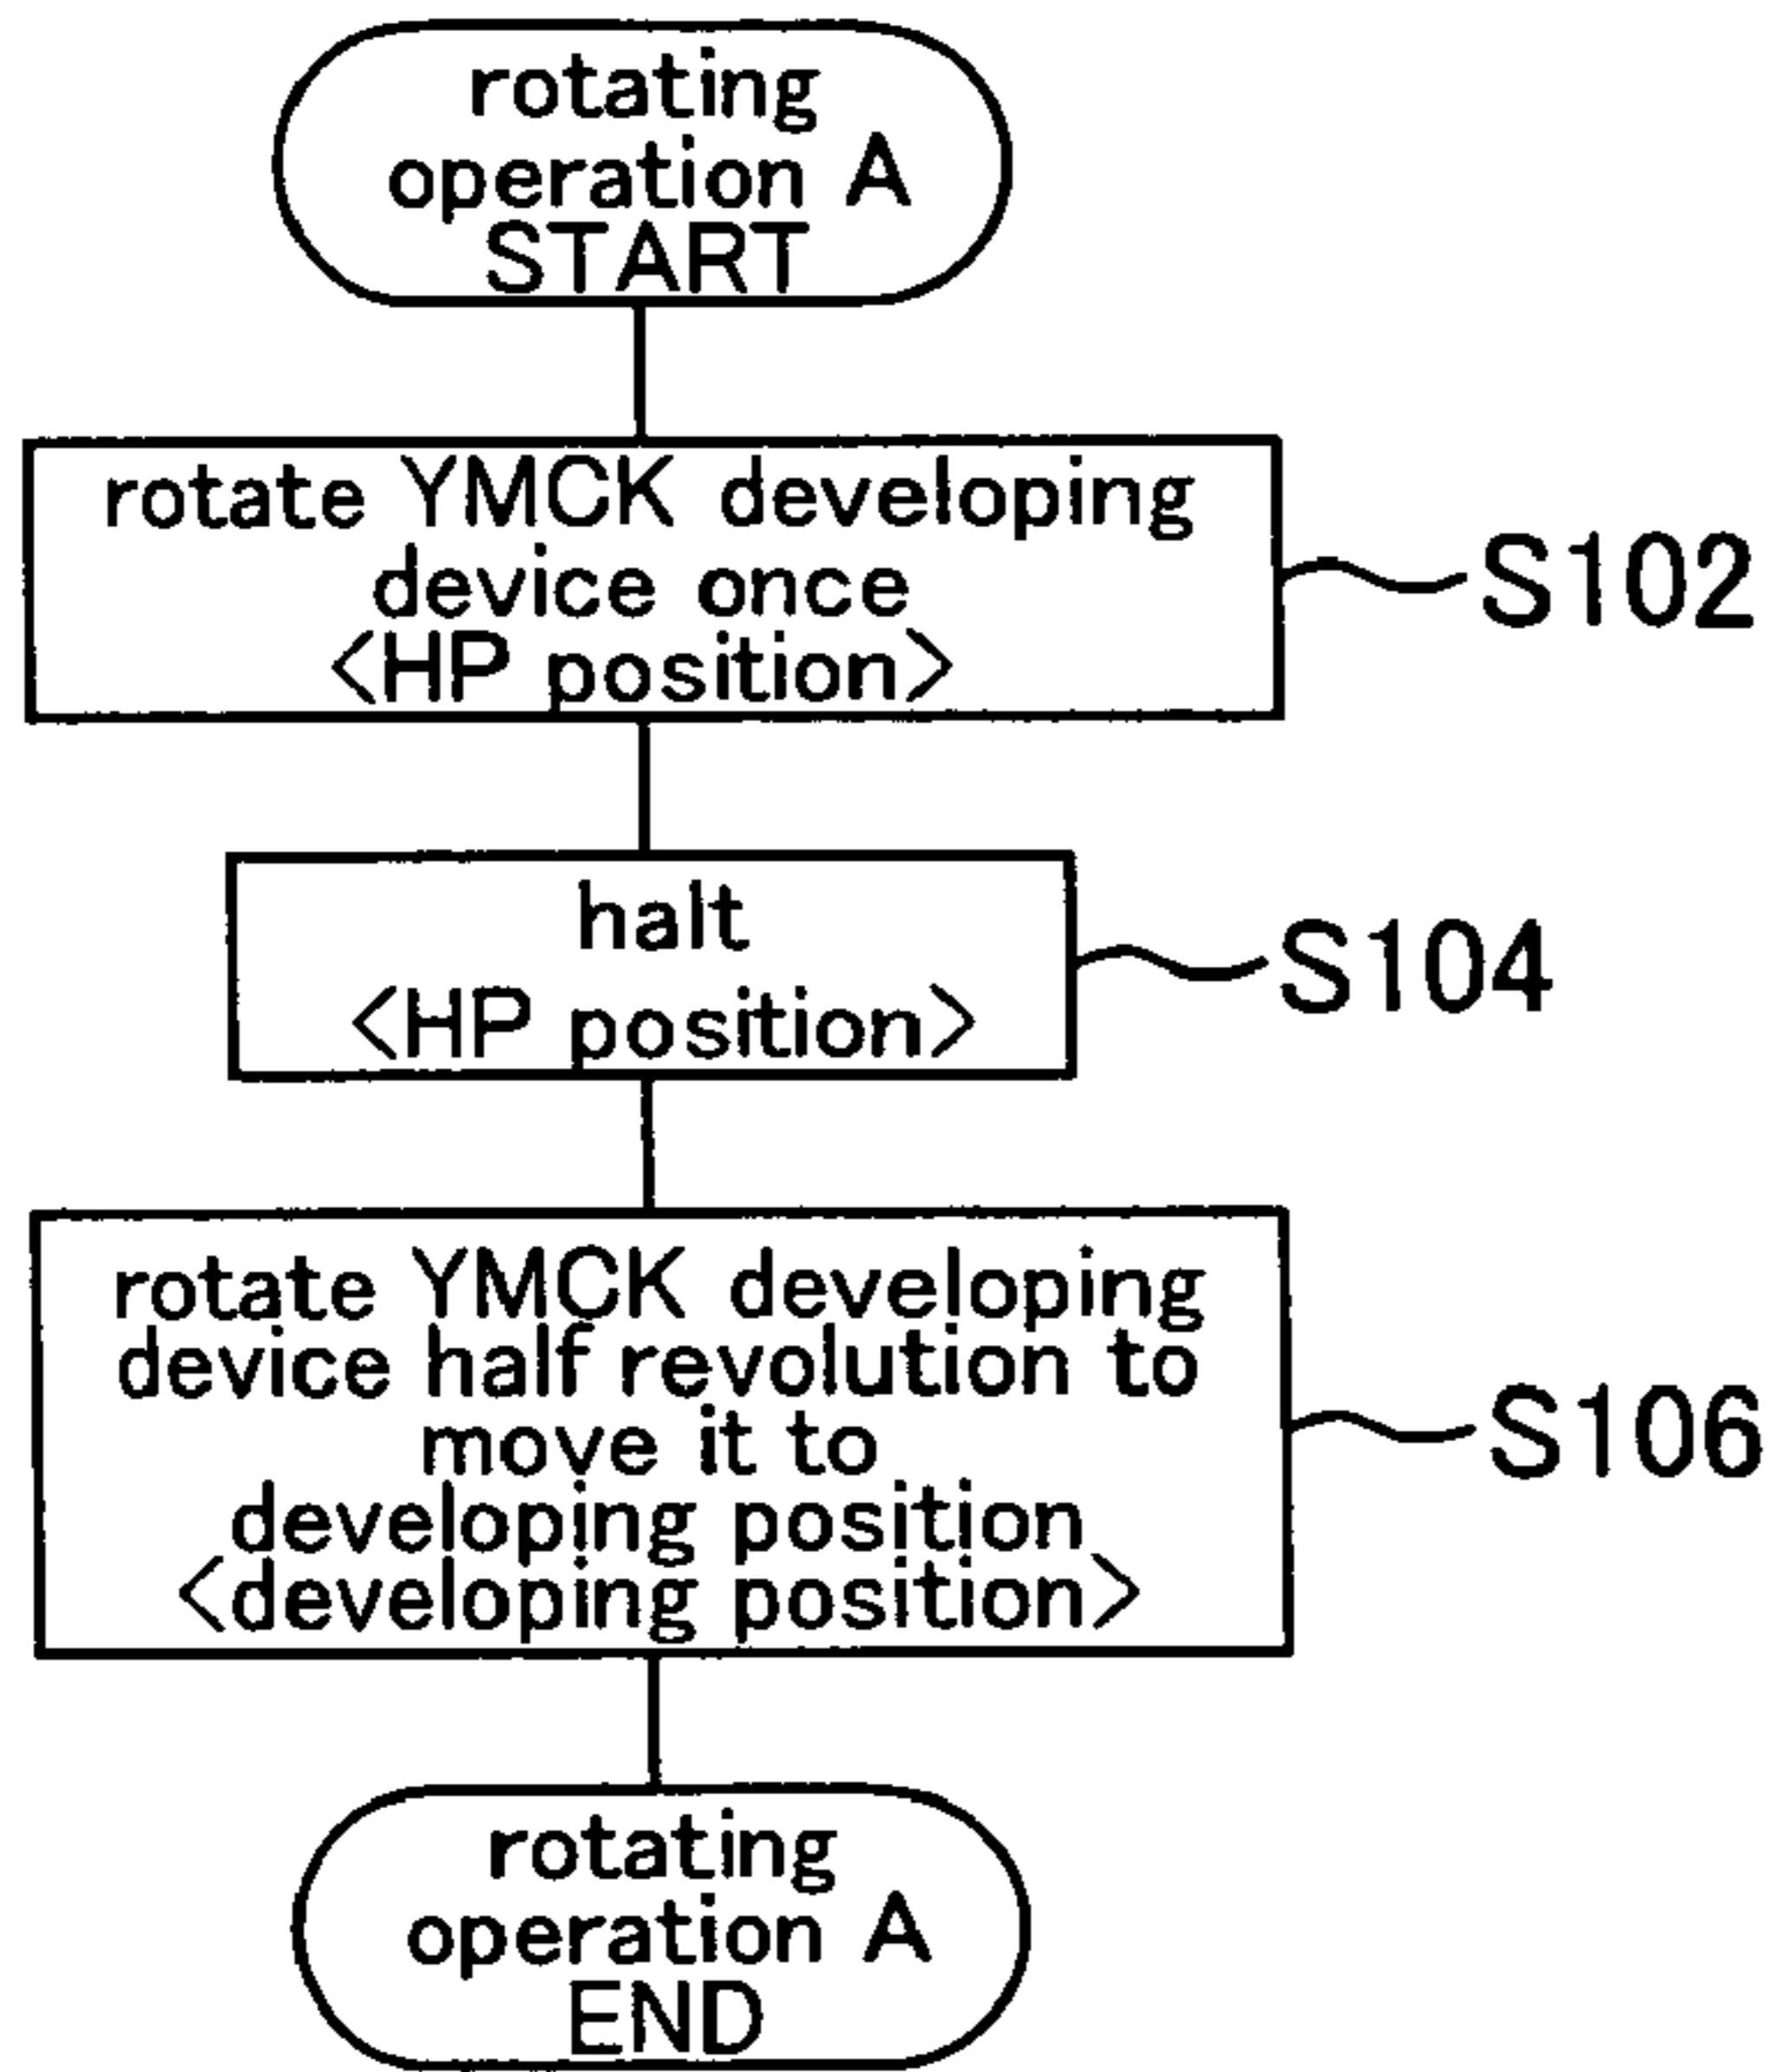 rotating
operation A
START
rotate YMCK developing
device once
<HP position>
S102
halt
<HP position>
S104
rotate YMCK developing
device half revolution to
move it to
developing position
<developing position>
S106
rotating
operation A
END